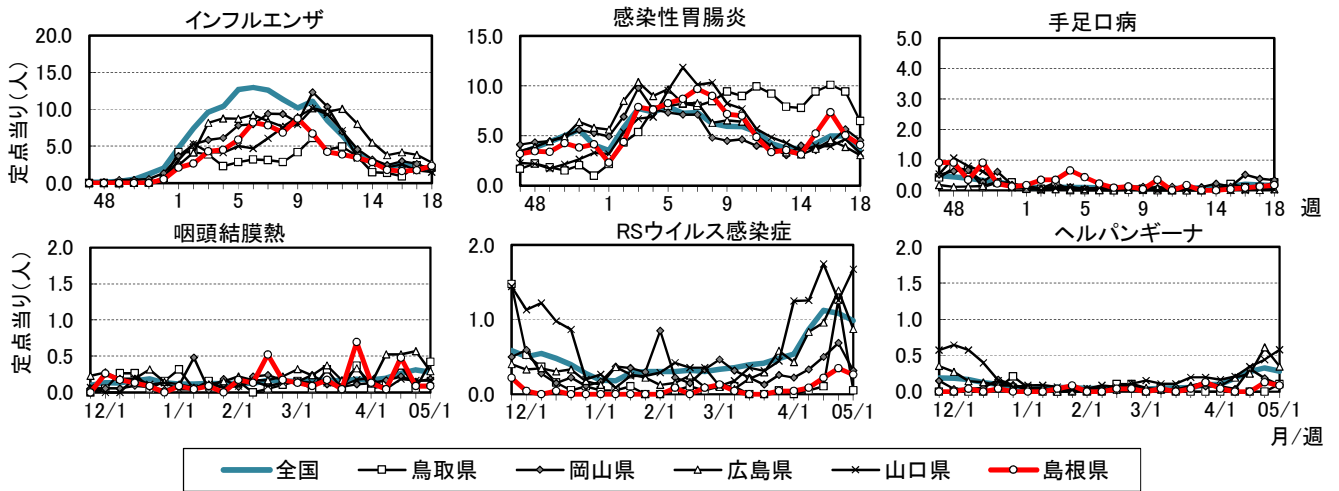 インフルエンザ
感染性胃腸炎
手足口病
定点当り(人)
20.0
15.0
10.0
5.0
0.0
48 1 5 9 14 18
15.0
10.0
5.0
0.0
48 1 5 9 14 18
5.0
4.0
3.0
2.0
1.0
0.0
48 1 5 9 14 18 週
咽頭結膜熱
RSウイルス感染症
ヘルパンギーナ
定点当り(人)
2.0
1.5
1.0
0.5
0.0
12/1 1/1 2/1 3/1 4/1 05/1
2.0
1.0
0.0
12/1 1/1 2/1 3/1 4/1 05/1
2.0
1.5
1.0
0.5
0.0
12/1 1/1 2/1 3/1 4/1 05/1
月/週
全国 鳥取県 岡山県 広島県 山口県 島根県